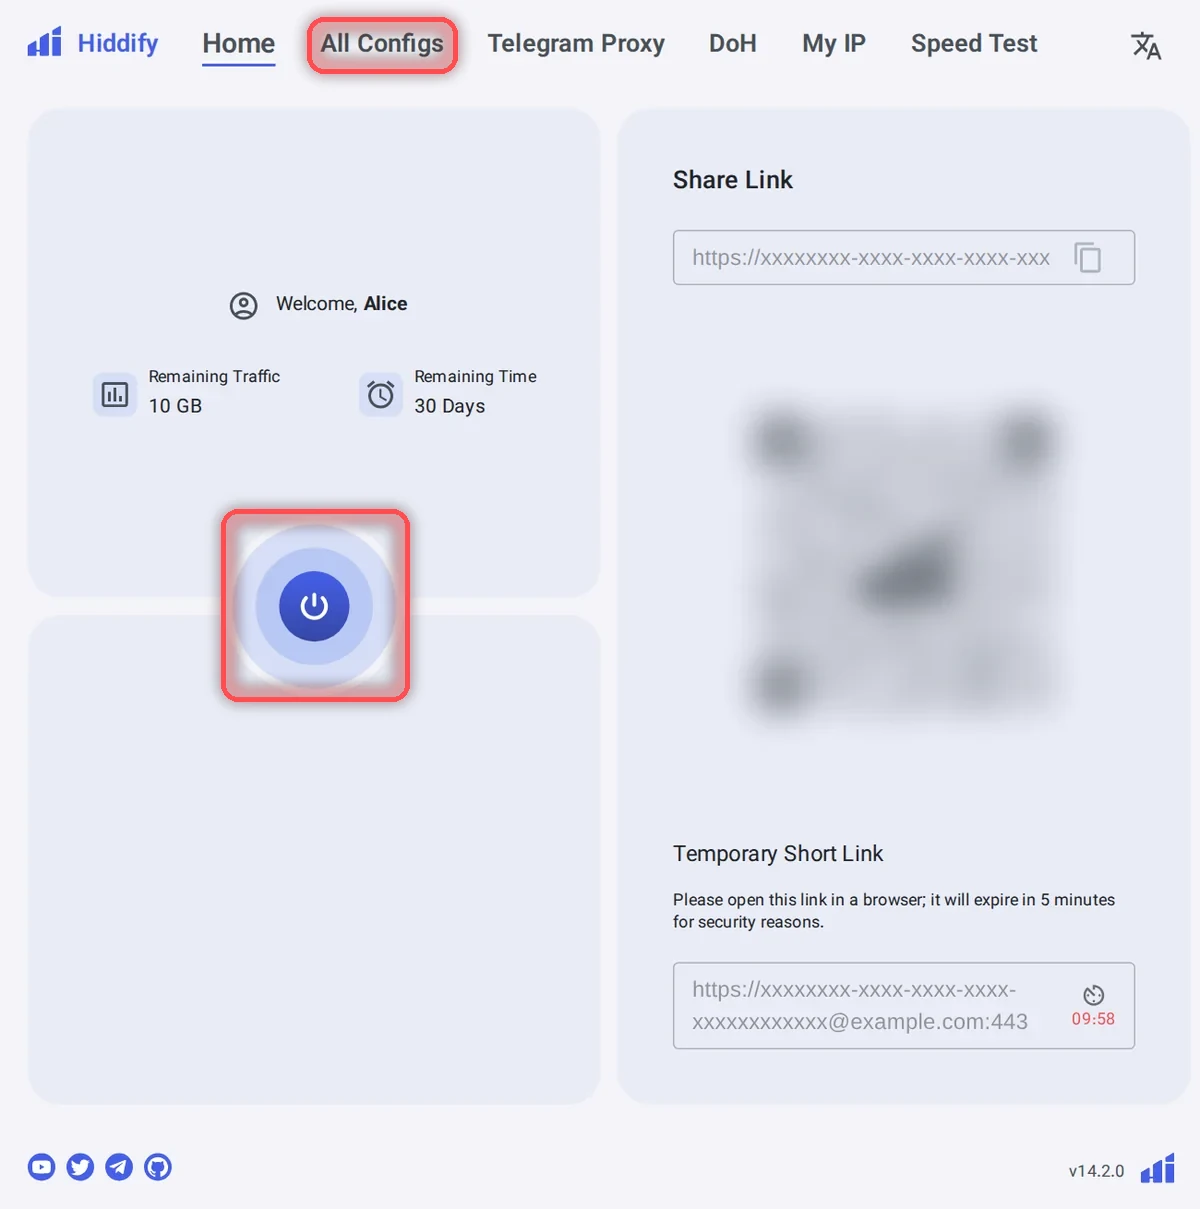 Hiddify Home All Configs Telegram Proxy DoH My IP Speed Test
Welcome, Alice
Remaining Traffic
10 GB
Remaining Time
30 Days
Share Link
https://xxxxxxxx-xxxx-xxxx-xxxx-xxx
Temporary Short Link
Please open this link in a browser; it will expire in 5 minutes
for security reasons.
https://xxxxxxxx-xxxx-xxxx-xxxx-
xxxxxxxxxxxx@example.com:443
09:58
v14.2.0